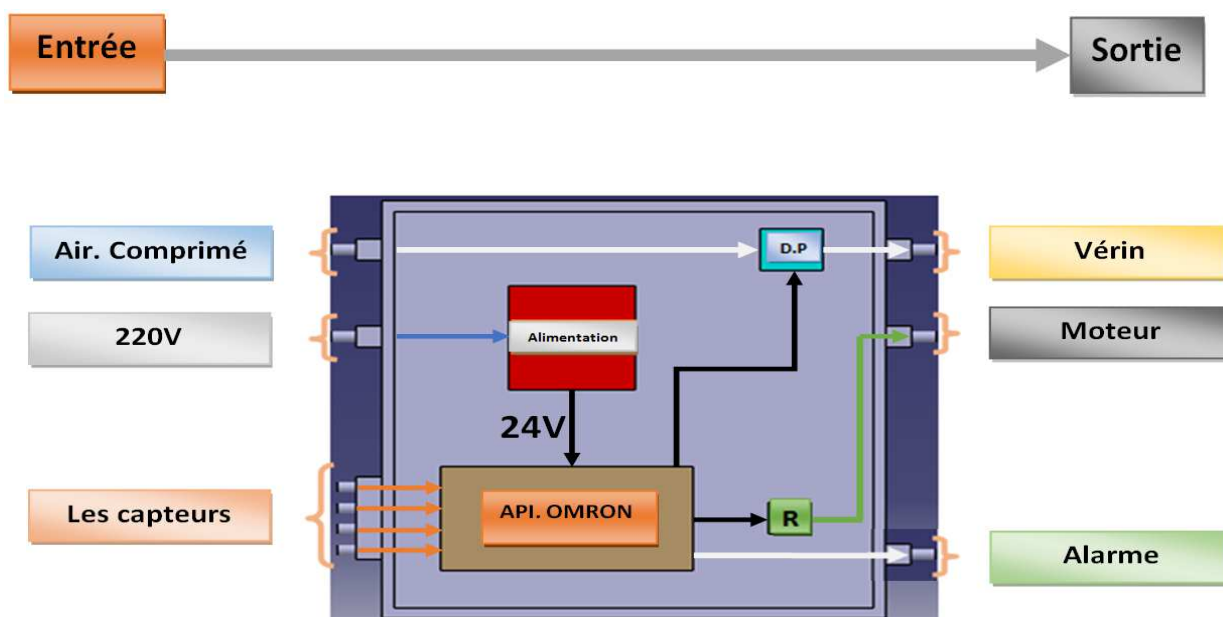 Entrée
Sortie
Air. Comprimé
D.P
Vérin
220V
Alimentation
Moteur
24V
Les capteurs
API. OMRON
R
Alarme